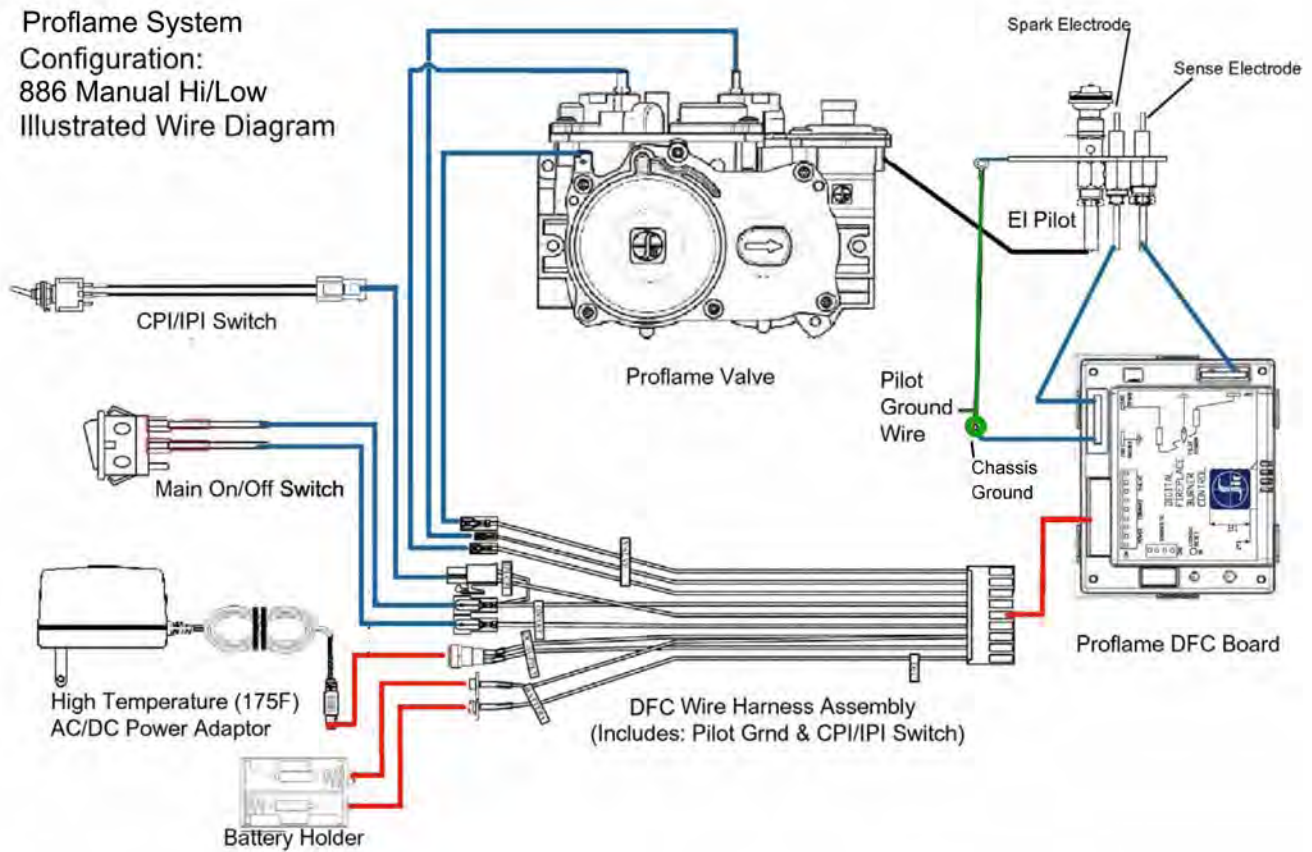 Proflame System
Configuration:
886 Manual Hi/Low
Illustrated Wire Diagram
Spark Electrode
Sense Electrode
EI Pilot
CPI/IPI Switch
Proflame Valve
Pilot
Ground
Wire
Chassis
Ground
Main On/Off Switch
DIGITAL
FIREPLACE
BURNER
CONTROL
High Temperature (175F)
AC/DC Power Adaptor
DFC Wire Harness Assembly
(Includes: Pilot Grnd & CPI/IPI Switch)
Proflame DFC Board
Battery Holder